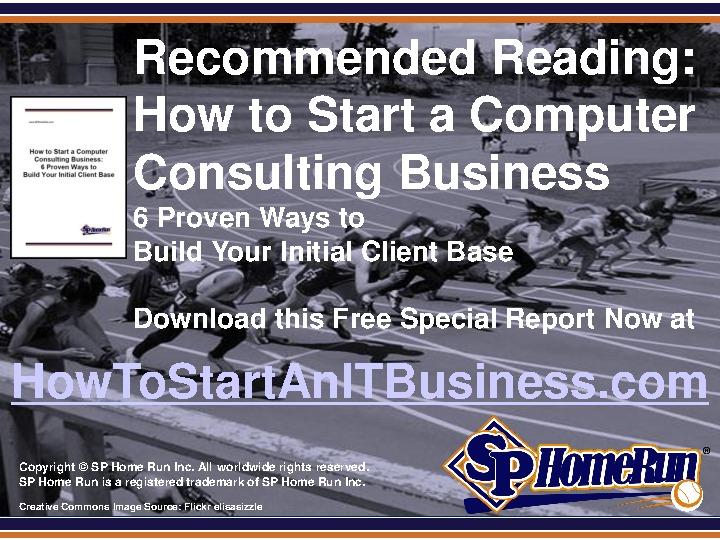 Recommended Reading:
How to Start a Computer
Consulting Business
6 Proven Ways to
Build Your Initial Client Base
Download this Free Special Report Now at
HowToStartAnITBusiness.com
How to Start a Computer
Consulting Business:
6 Proven Ways to
Build Your Initial Client Base
SP HomeRun
Copyright © SP Home Run Inc. All worldwide rights reserved.
SP Home Run is a registered trademark of SP Home Run Inc.
Creative Commons Image Source: Flickr elisasizzle
SP HomeRun®